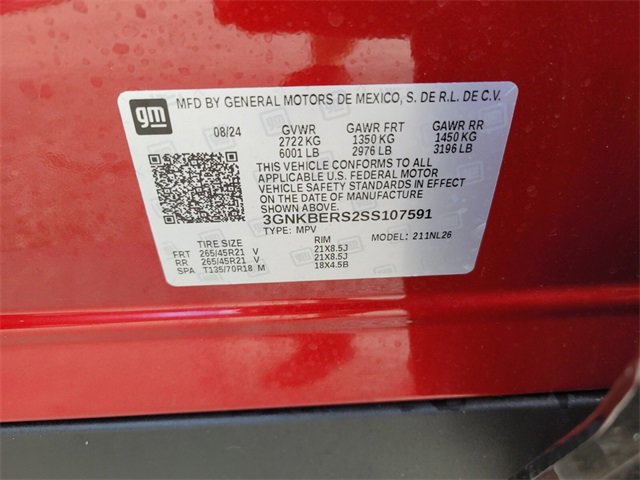 gm MFD BY GENERAL MOTORS DE MEXICO, S. DE R.L. DE C.V.
08/24 GVWR GAWR FRT GAWR RR
2722 KG 1350 KG 1450 KG
6001 LB 2976 LB 3196 LB
THIS VEHICLE CONFORMS TO ALL
APPLICABLE U.S. FEDERAL MOTOR
VEHICLE SAFETY STANDARDS IN EFFECT
ON THE DATE OF MANUFACTURE
SHOWN ABOVE.
3GNKBERS2SS107591
TYPE: MPV MODEL: 211NL26
TIRE SIZE RIM
FRT 265/45R21 V 21X8.5J
RR 265/45R21 V 21X8.5J
SPA T135/70R18 M 18X4.5B